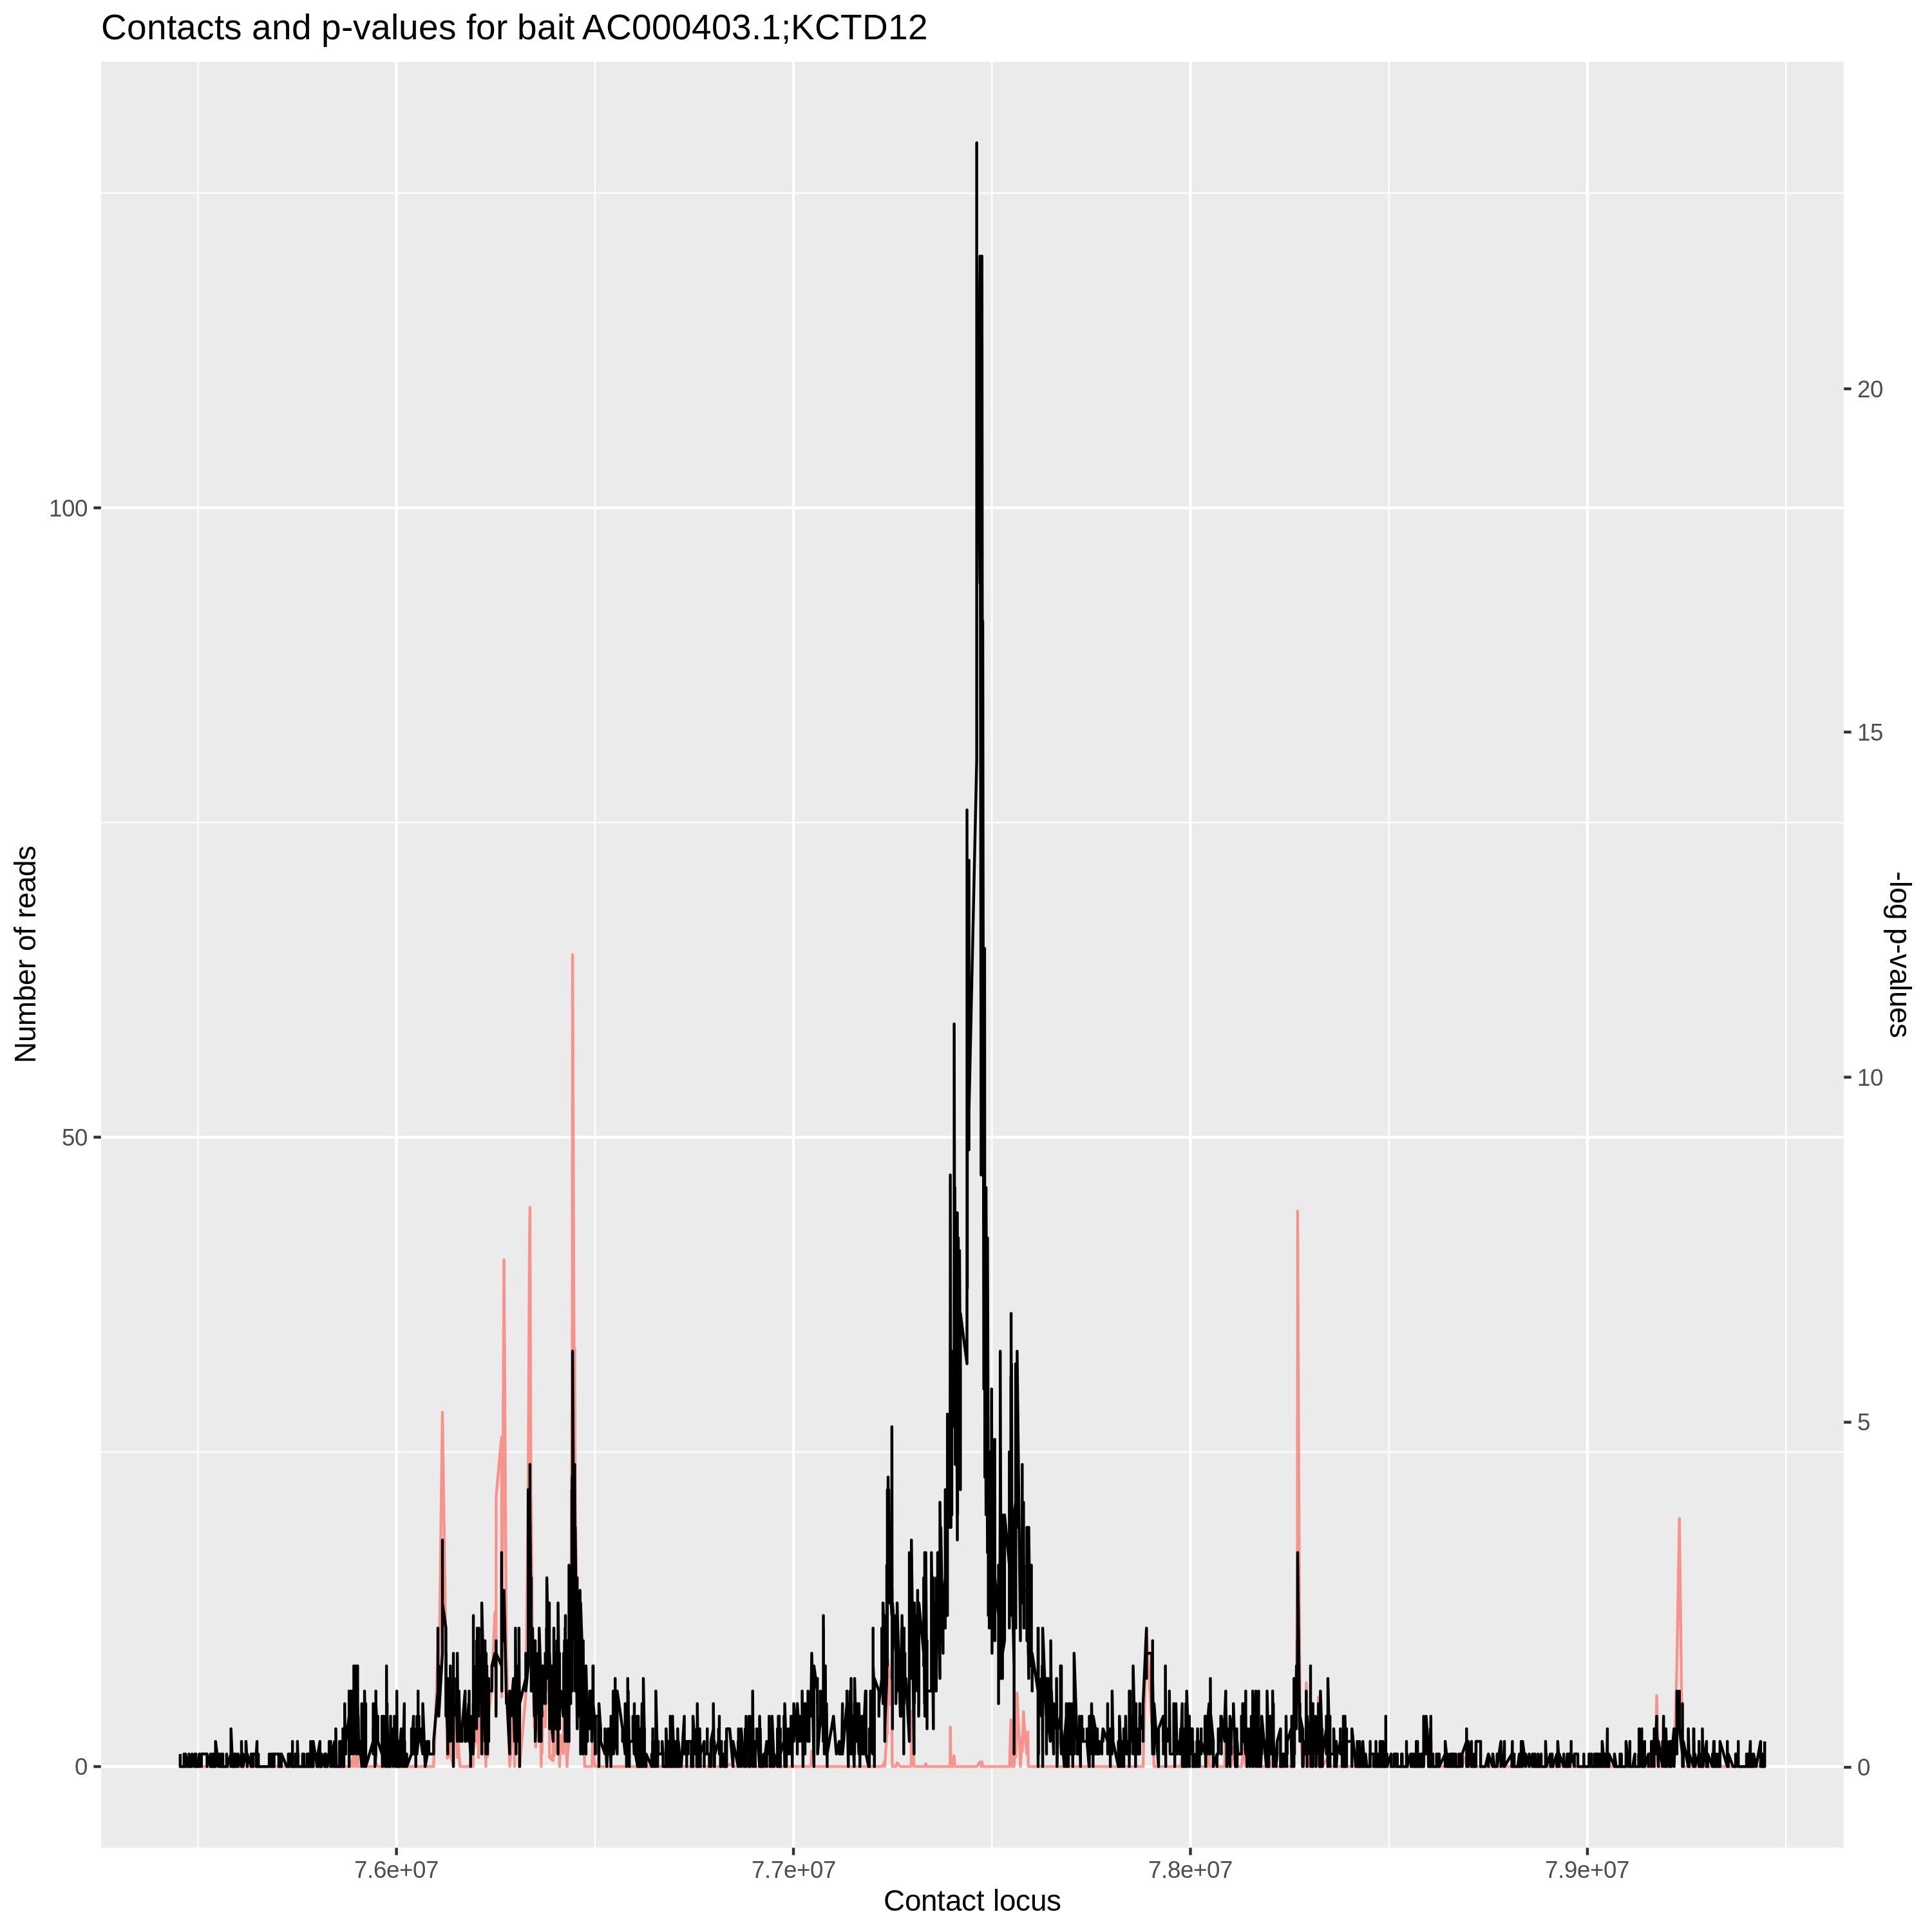 Contacts and p-values for bait AC000403.1;KCTD12
100
50
0
Number of reads
20
15
10
5
0
-log p-values
7.6e+07
7.7e+07
7.8e+07
7.9e+07
Contact locus